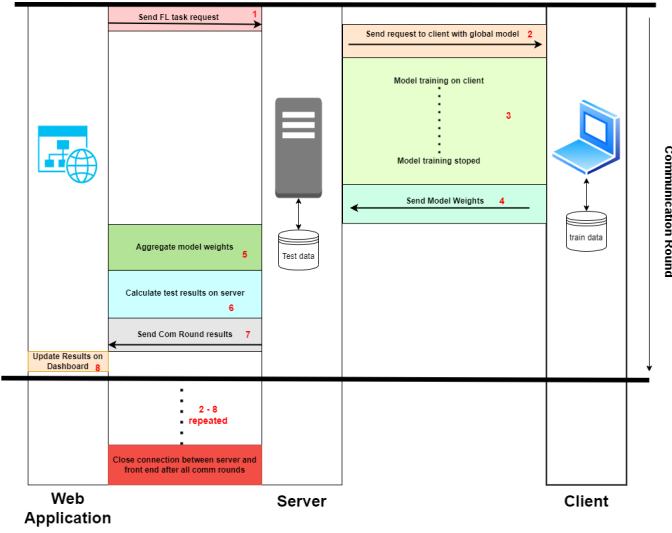 Send FL task request 1
Send request to client with global model 2
Model training on client
3
Model training stoped
Send Model Weights 4
Communication Round
train data
Test data
Aggregate model weights
5
Calculate test results on server
6
Send Com Round results 7
Update Results on
Dashboard 8
2 - 8
repeated
Close connection between server and
front end after all comm rounds
Web
Application
Server
Client